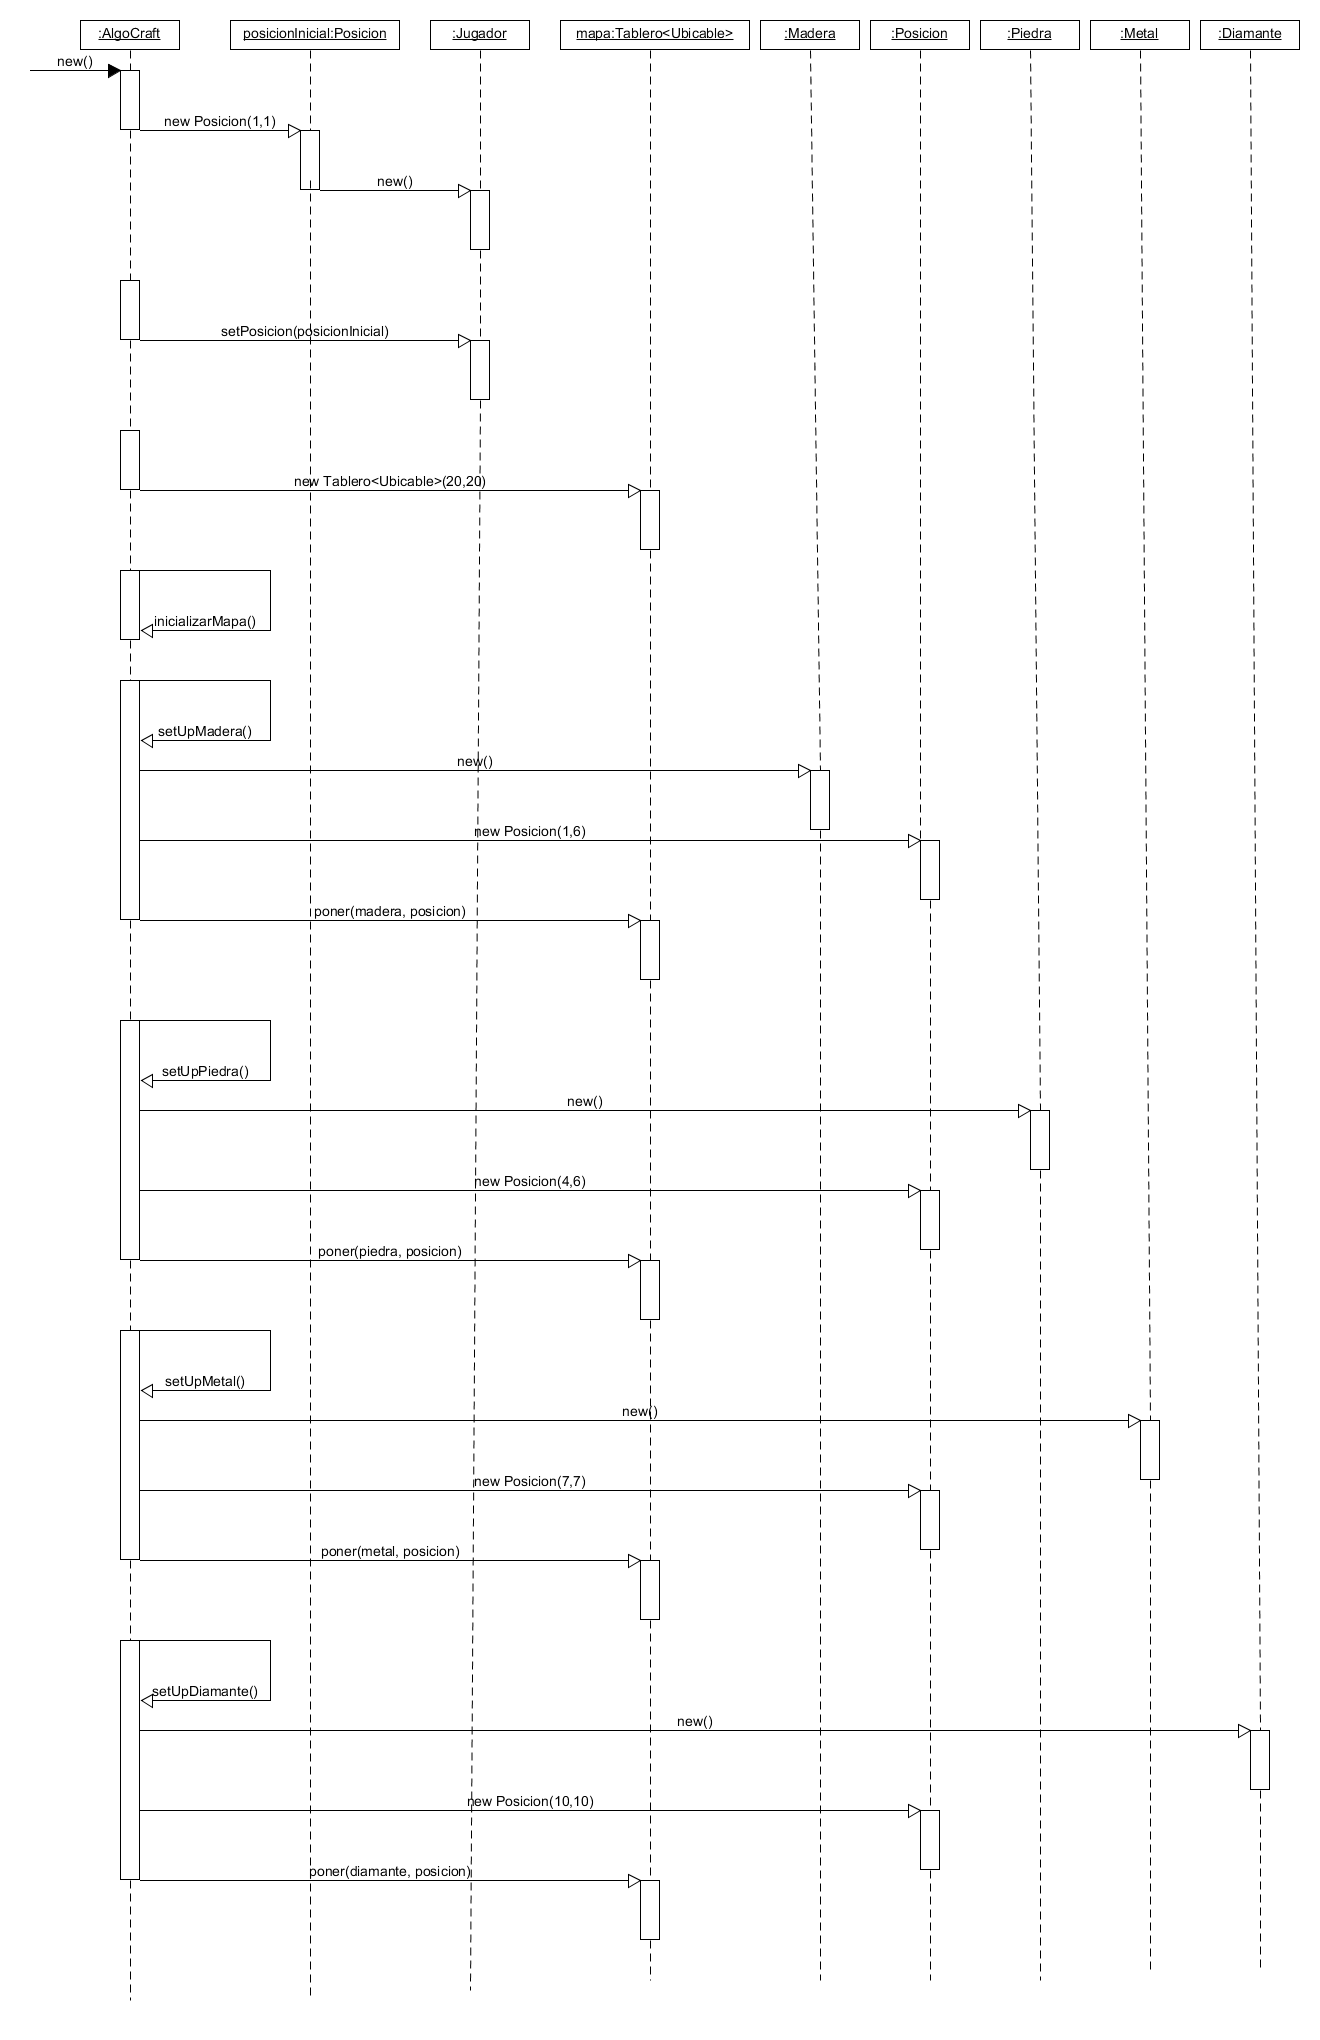 :AlgoCraft
posicionInicial:Posicion
:Jugador
mapa:Tablero<Ubicable>
:Madera
:Posicion
:Piedra
:Metal
:Diamante
new()
new Posicion(1,1)
new()
setPosicion(posicionInicial)
new Tablero<Ubicable>(20,20)
inicializarMapa()
setUpMadera()
new()
new Posicion(1,6)
poner(madera, posicion)
setUpPiedra()
new()
new Posicion(4,6)
poner(piedra, posicion)
setUpMetal()
new()
new Posicion(7,7)
poner(metal, posicion)
setUpDiamante()
new()
new Posicion(10,10)
poner(diamante, posicion)